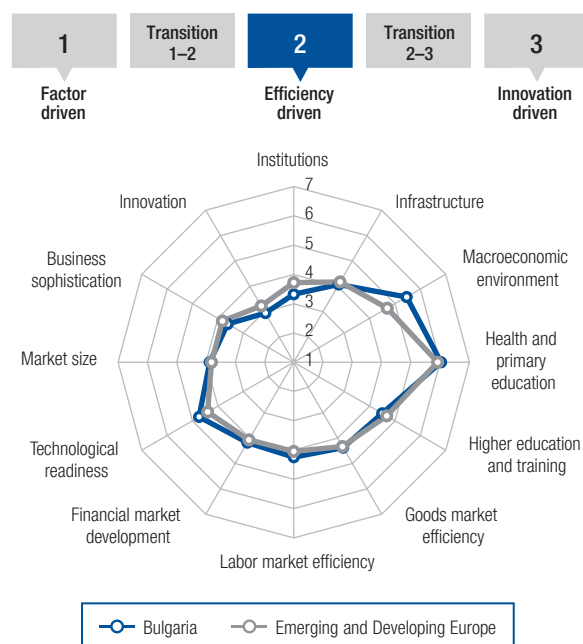 1
Transition
1–2
2
Transition
2–3
3
Factor
driven
Efficiency
driven
Innovation
driven
Institutions
Infrastructure
Macroeconomic
environment
Health and
primary
education
Higher education
and training
Goods market
efficiency
Labor market efficiency
Financial market
development
Technological
readiness
Market size
Business
sophistication
Innovation
7
6
5
4
3
2
1
Bulgaria
Emerging and Developing Europe